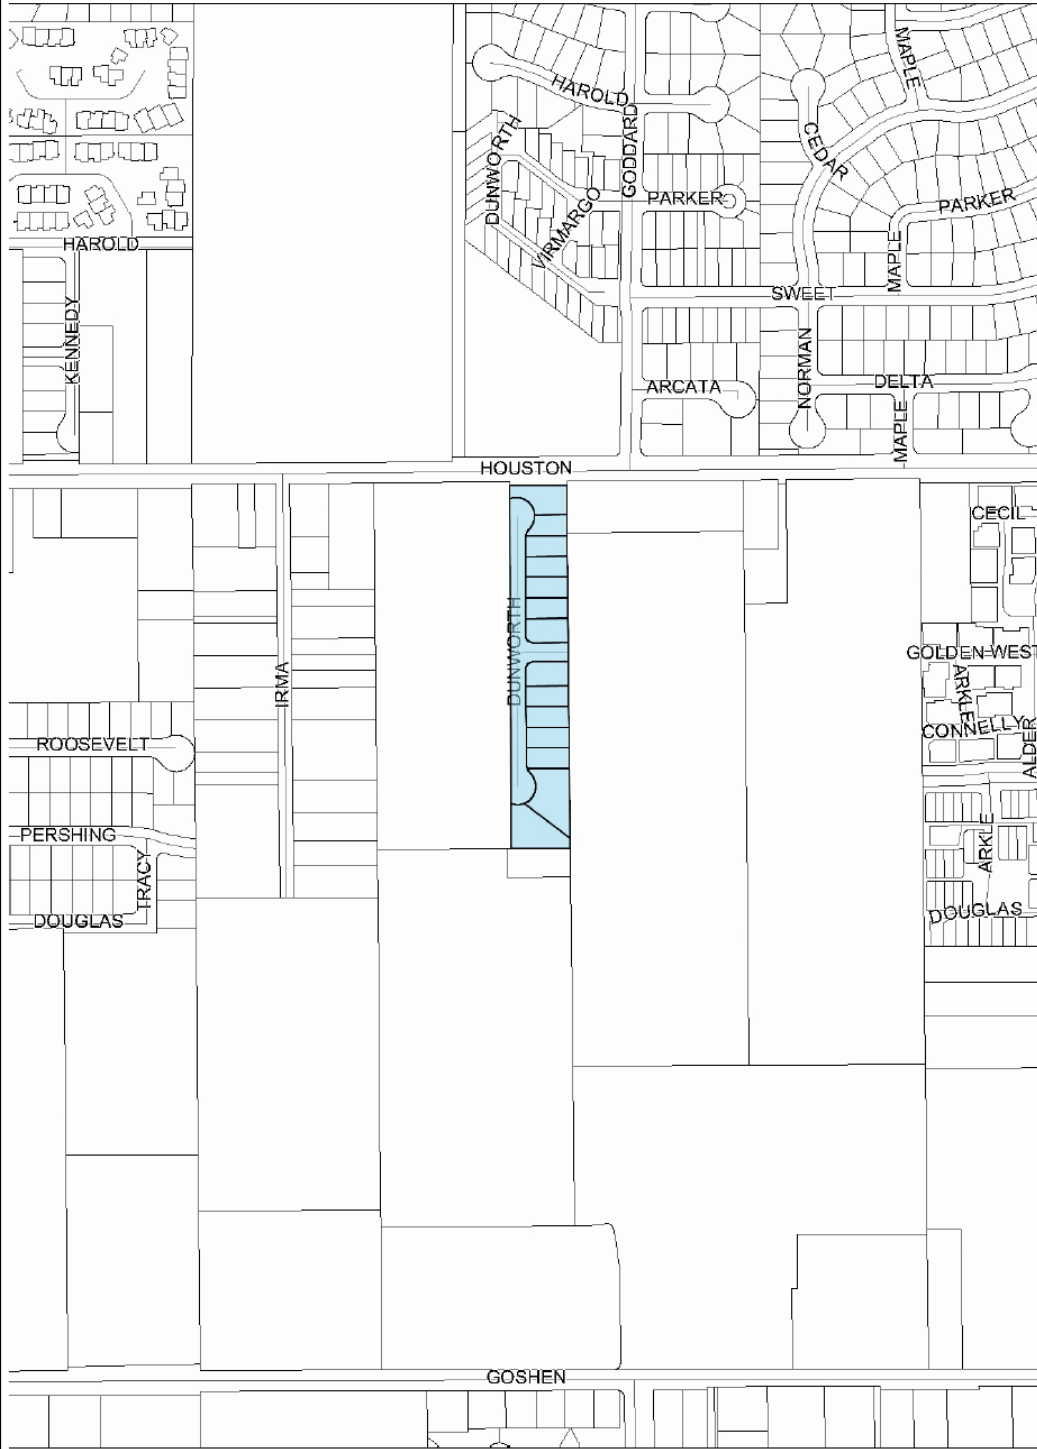 MAPLE
HAROLD
DUNWORTH
GODDARD
CEDAR
VIRMARGO
PARKER
PARKER
HAROLD
MAPLE
SWEET
KENNEDY
NORMAN
ARCATA
DELTA
MAPLE
HOUSTON
CECIL
DUNWORTH
GOLDEN WEST
IRMA
ARKLE
CONNELLY
ROOSEVELT
ALDER
PERSHING
ARKLE
TRACY
DOUGLAS
DOUGLAS
GOSHEN